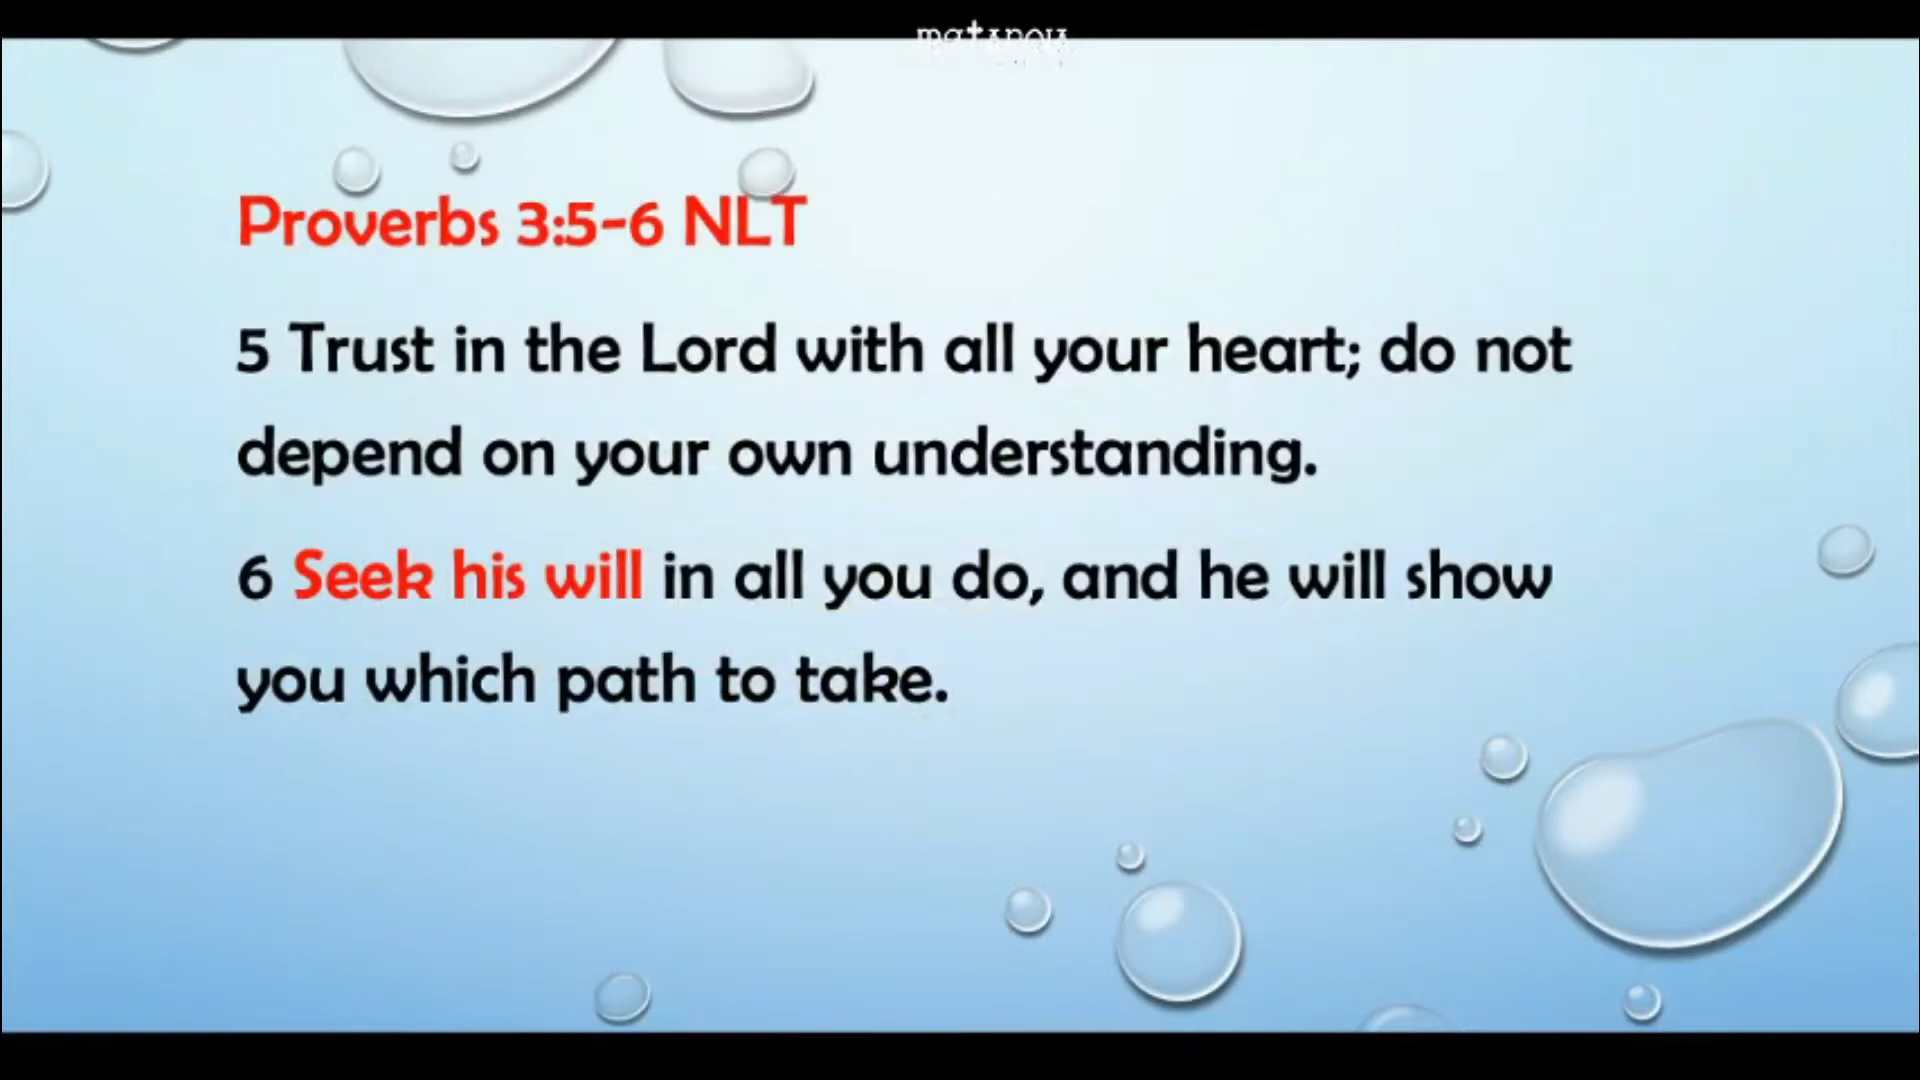 Proverbs 3:5-6 NLT
5 Trust in the Lord with all your heart; do not
depend on your own understanding.
6 Seek his will in all you do, and he will show
you which path to take.